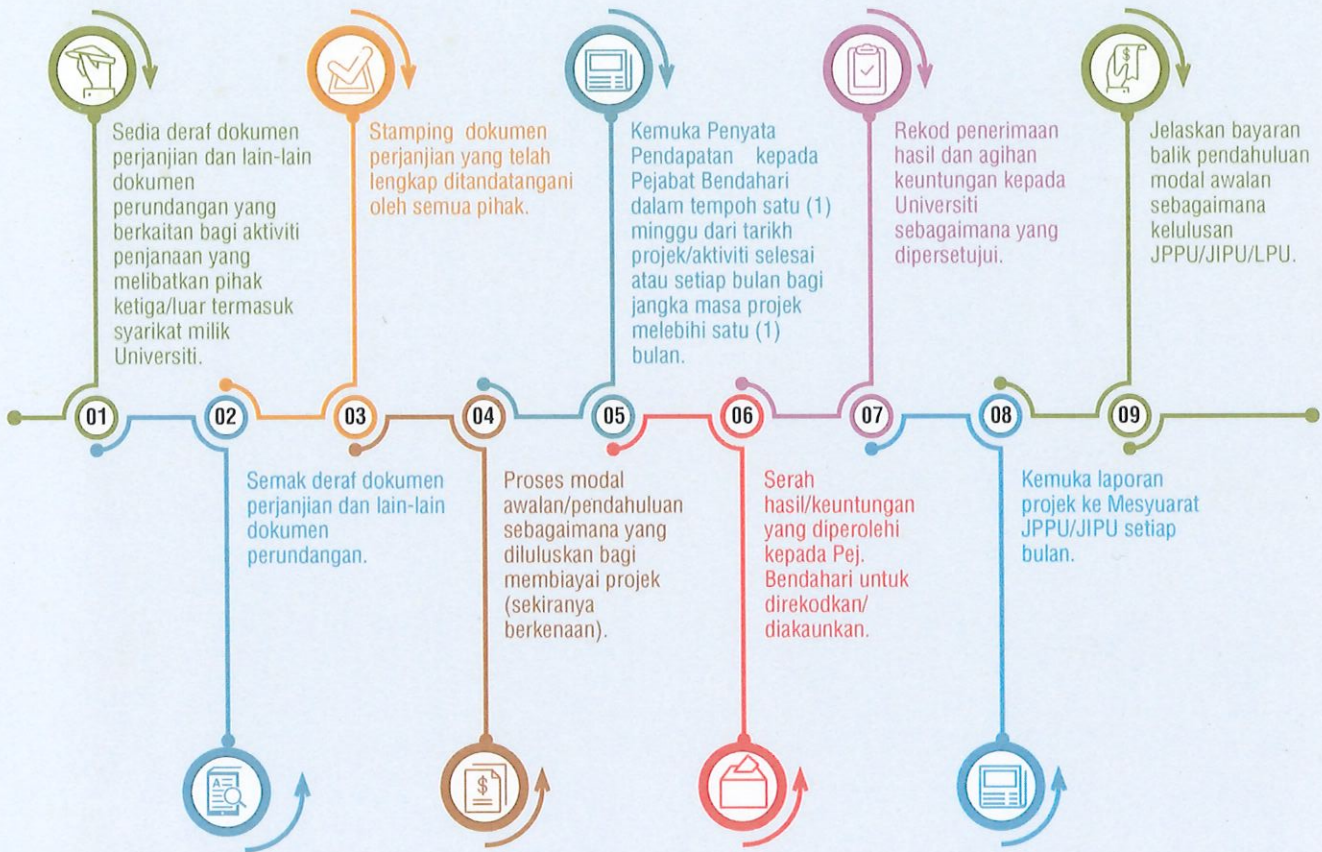 01
Sedia deraf dokumen
perjanjian dan lain-lain
dokumen
perundangan yang
berkaitan bagi aktiviti
penjanaan yang
melibatkan pihak
ketiga/luar termasuk
syarikat milik
Universiti.
02
Semak deraf dokumen
perjanjian dan lain-lain
dokumen
perundangan.
03
Stamping dokumen
perjanjian yang telah
lengkap ditandatangani
oleh semua pihak.
04
Proses modal
awalan/pendahuluan
sebagaimana yang
diluluskan bagi
membiayai projek
(sekiranya
berkenaan).
05
Kemuka Penyata
Pendapatan kepada
Pejabat Bendahari
dalam tempoh satu (1)
minggu dari tarikh
projek/aktiviti selesai
atau setiap bulan bagi
jangka masa projek
melebihi satu (1)
bulan.
06
Serah
hasil/keuntungan
yang diperolehi
kepada Pej.
Bendahari untuk
direkodkan/
diakaunkan.
07
Rekod penerimaan
hasil dan agihan
keuntungan kepada
Universiti
sebagaimana yang
dipersetujui.
08
Kemuka laporan
projek ke Mesyuarat
JPPU/JIPU setiap
bulan.
09
Jelaskan bayaran
balik pendahuluan
modal awalan
sebagaimana
kelulusan
JPPU/JIPU/LPU.
A
$
$